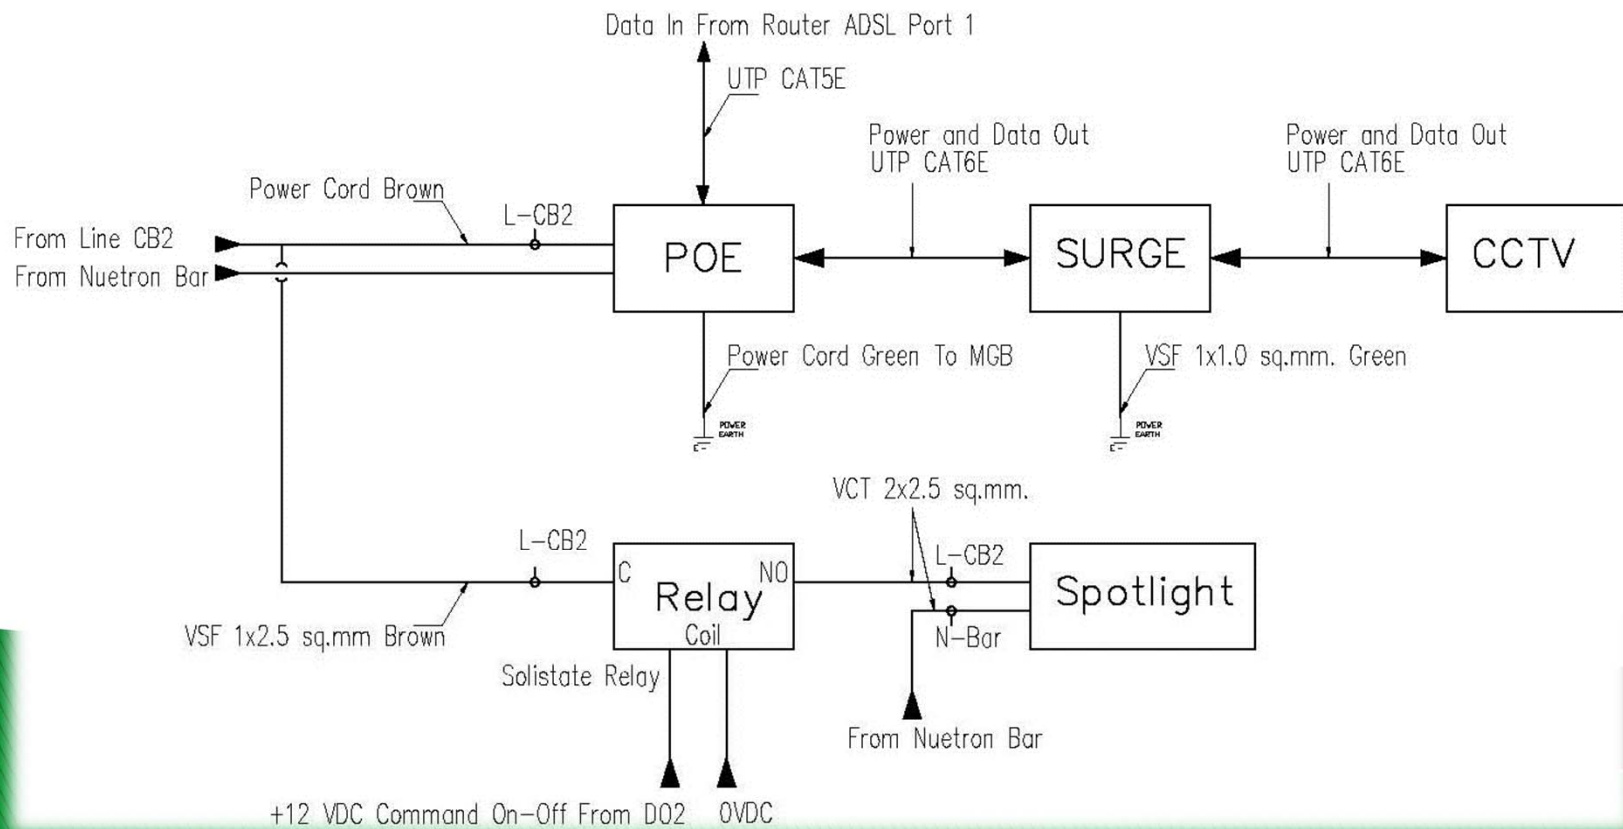 Data In From Router ADSL Port 1
UTP CAT5E
Power and Data Out
UTP CAT6E
Power and Data Out
UTP CAT6E
Power Cord Brown
L-CB2
From Line CB2
From Nuetron Bar
POE
SURGE
CCTV
Power Cord Green To MGB
VSF 1x1.0 sq.mm. Green
POWER
EARTH
E-
POWER
EARTH
E-
VCT 2x2.5 sq.mm.
L-CB2
L-CB2
C
NO
Relay
Coil
Spotlight
N-Bar
VSF 1x2.5 sq.mm Brown
Solistate Relay
From Nuetron Bar
+12 VDC Command On-Off From DO2
0VDC